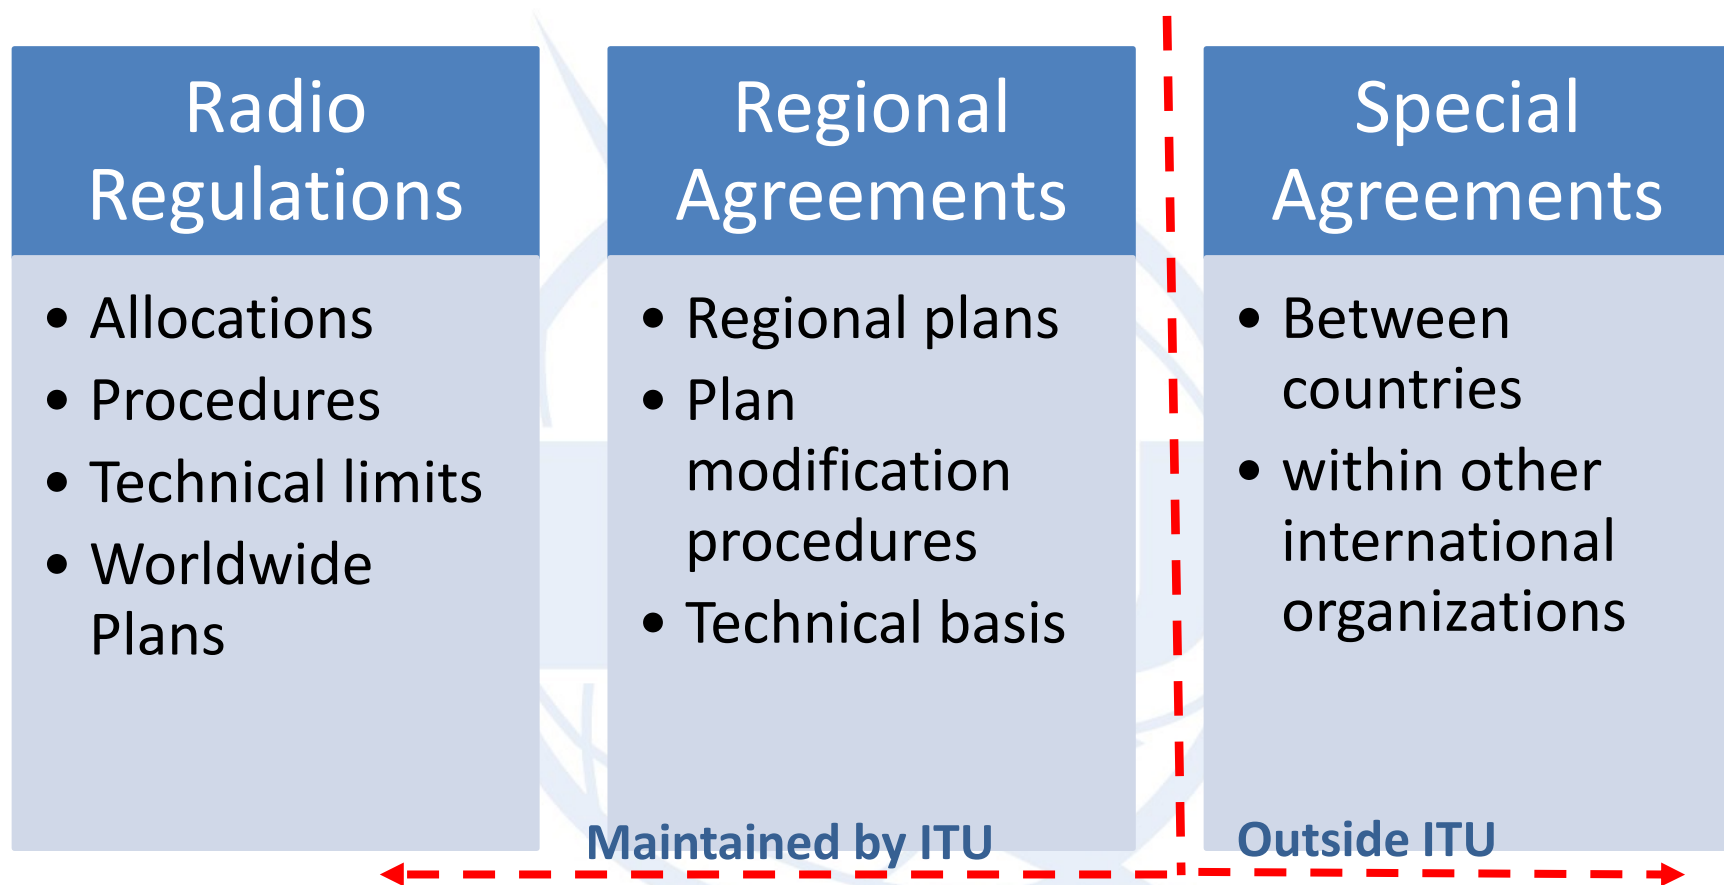 Radio
Regulations
• Allocations
• Procedures
• Technical limits
• Worldwide
Plans
Regional
Agreements
• Regional plans
• Plan
modification
procedures
• Technical basis
Special
Agreements
• Between
countries
• within other
international
organizations
Maintained by ITU
Outside ITU